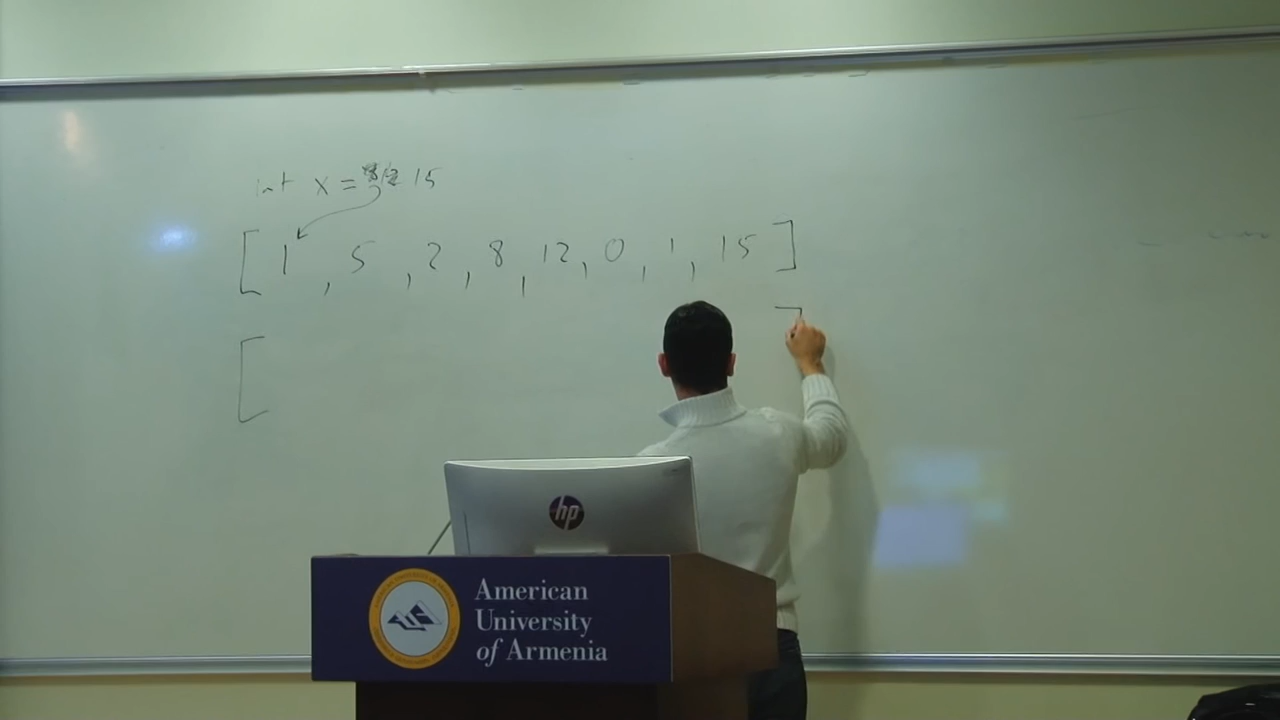 int x = 15
[ 1 , 5 , 2 , 8 , 12 , 0 , 1 , 15 ]
[ ]
hp
American
University
of Armenia